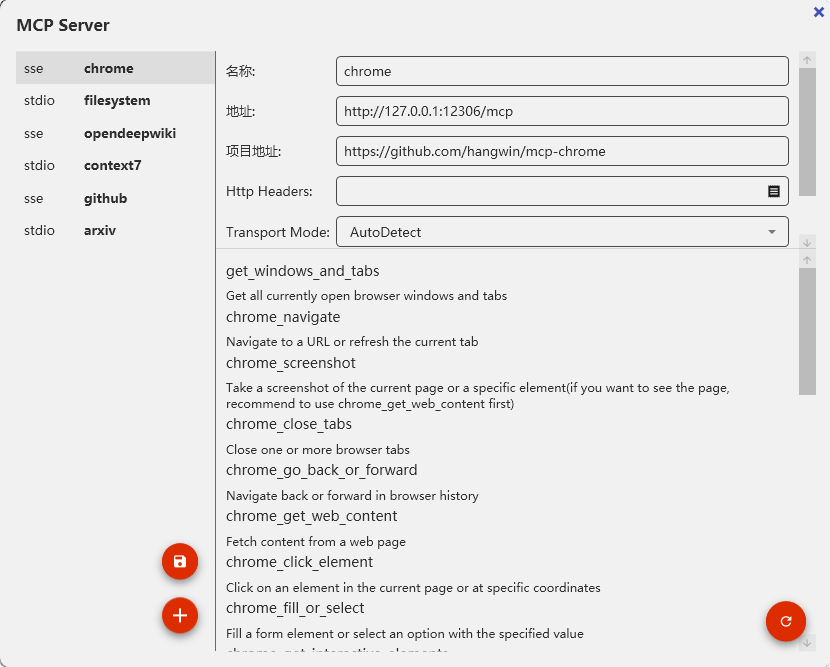 MCP Server
sse chrome
stdio filesystem
sse opendeepwiki
stdio context7
sse github
stdio arxiv
名称: chrome
地址: http://127.0.0.1:12306/mcp
项目地址: https://github.com/hangwin/mcp-chrome
Http Headers:
Transport Mode: AutoDetect
get_windows_and_tabs
Get all currently open browser windows and tabs
chrome_navigate
Navigate to a URL or refresh the current tab
chrome_screenshot
Take a screenshot of the current page or a specific element(if you want to see the page,
recommend to use chrome_get_web_content first)
chrome_close_tabs
Close one or more browser tabs
chrome_go_back_or_forward
Navigate back or forward in browser history
chrome_get_web_content
Fetch content from a web page
chrome_click_element
Click on an element in the current page or at specific coordinates
chrome_fill_or_select
Fill a form element or select an option with the specified value